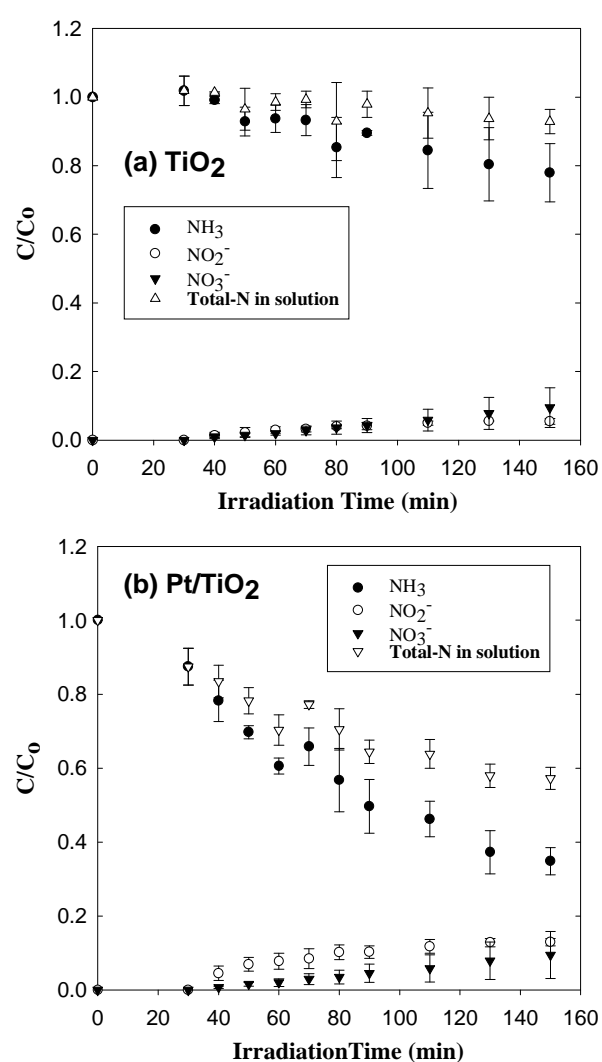 1.2
1.0
0.8
0.6
0.4
0.2
0.0
C/Co
(a) TiO2
NH3
NO2-
NO3-
Total-N in solution
0 20 40 60 80 100 120 140 160
Irradiation Time (min)
1.2
1.0
0.8
0.6
0.4
0.2
0.0
C/Co
(b) Pt/TiO2
NH3
NO2-
NO3-
Total-N in solution
0 20 40 60 80 100 120 140 160
IrradiationTime (min)